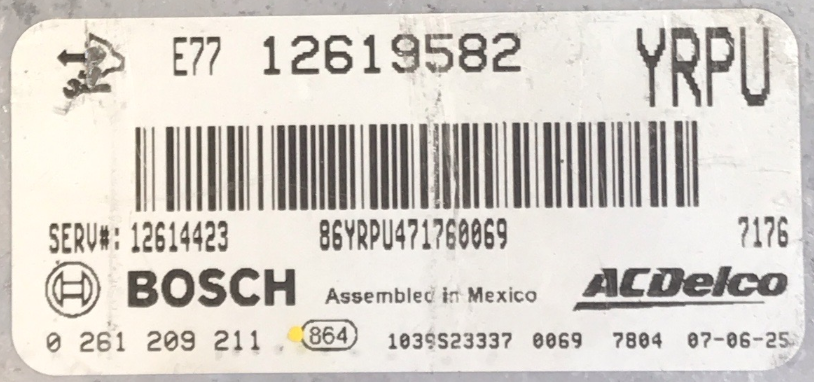 E77 12619582 YRPU
SERV#: 12614423 86YRPU471760069 7176
BOSCH Assembled in Mexico ACDelco
0 261 209 211 864 1039S23337 0069 7804 07-06-25